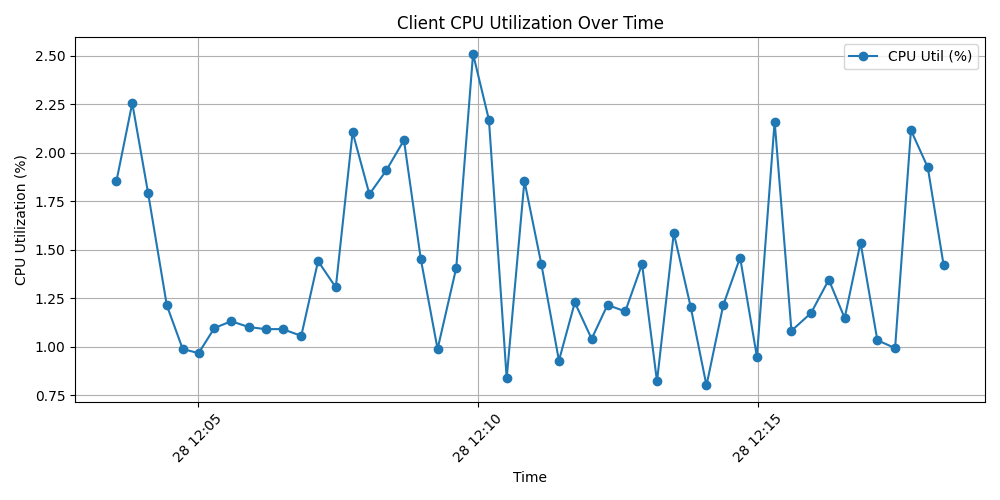 Client CPU Utilization Over Time
CPU Util (%)
CPU Utilization (%)
2.50
2.25
2.00
1.75
1.50
1.25
1.00
0.75
28 12:05
28 12:10
28 12:15
Time